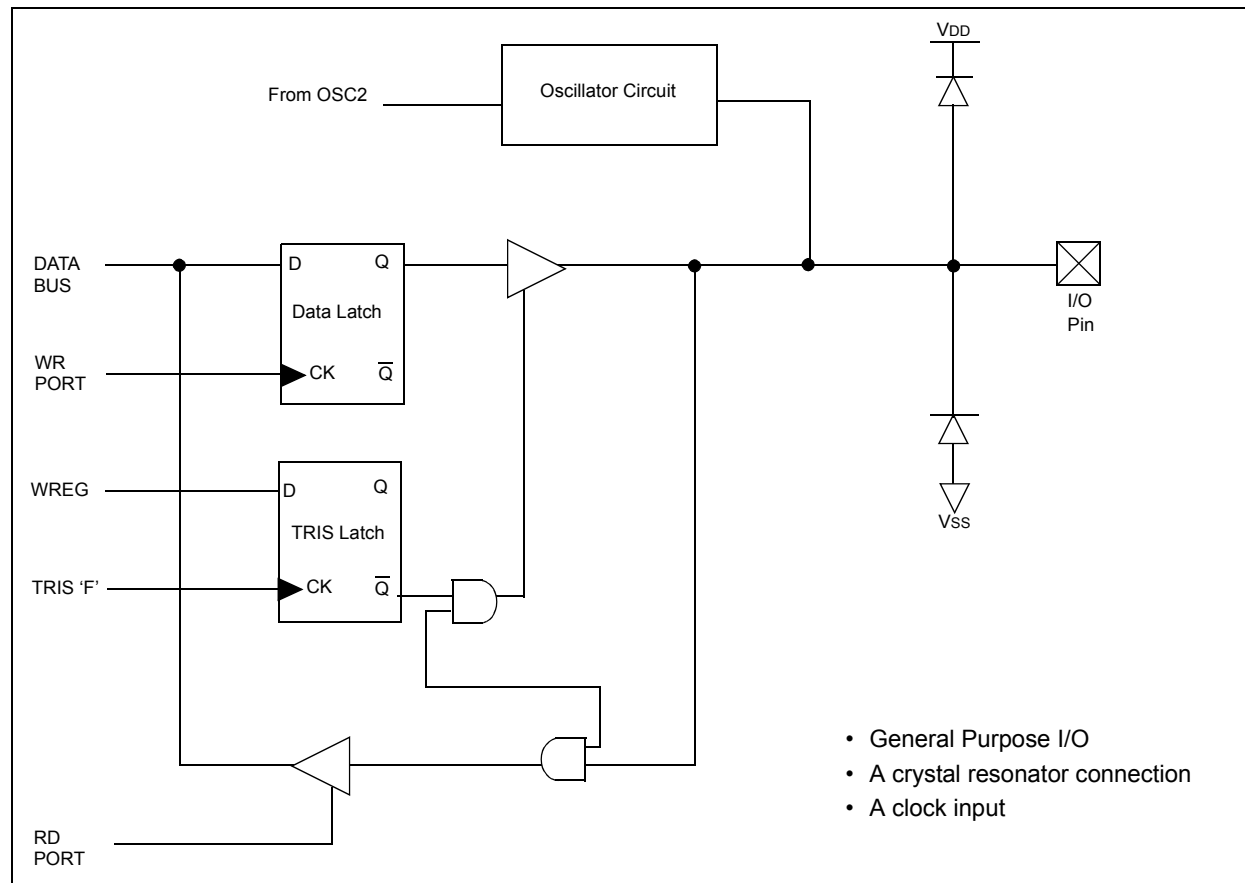 VDD
From OSC2
Oscillator Circuit
DATA
BUS
D
Q
Data Latch
I/O
Pin
WR
PORT
CK
Q̅
WREG
D
Q
TRIS Latch
VSS
TRIS 'F'
CK
Q̅
• General Purpose I/O
• A crystal resonator connection
• A clock input
RD
PORT